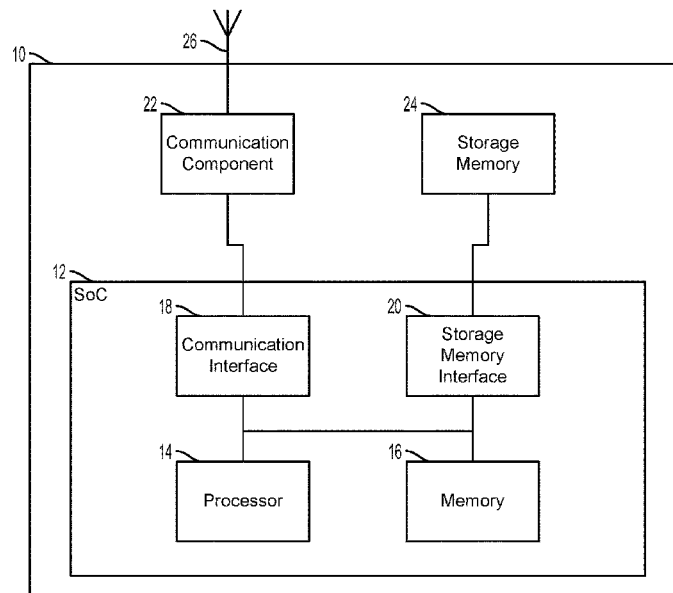 26
10
22
Communication
Component
24
Storage
Memory
12
SoC
18
Communication
Interface
20
Storage
Memory
Interface
14
Processor
16
Memory